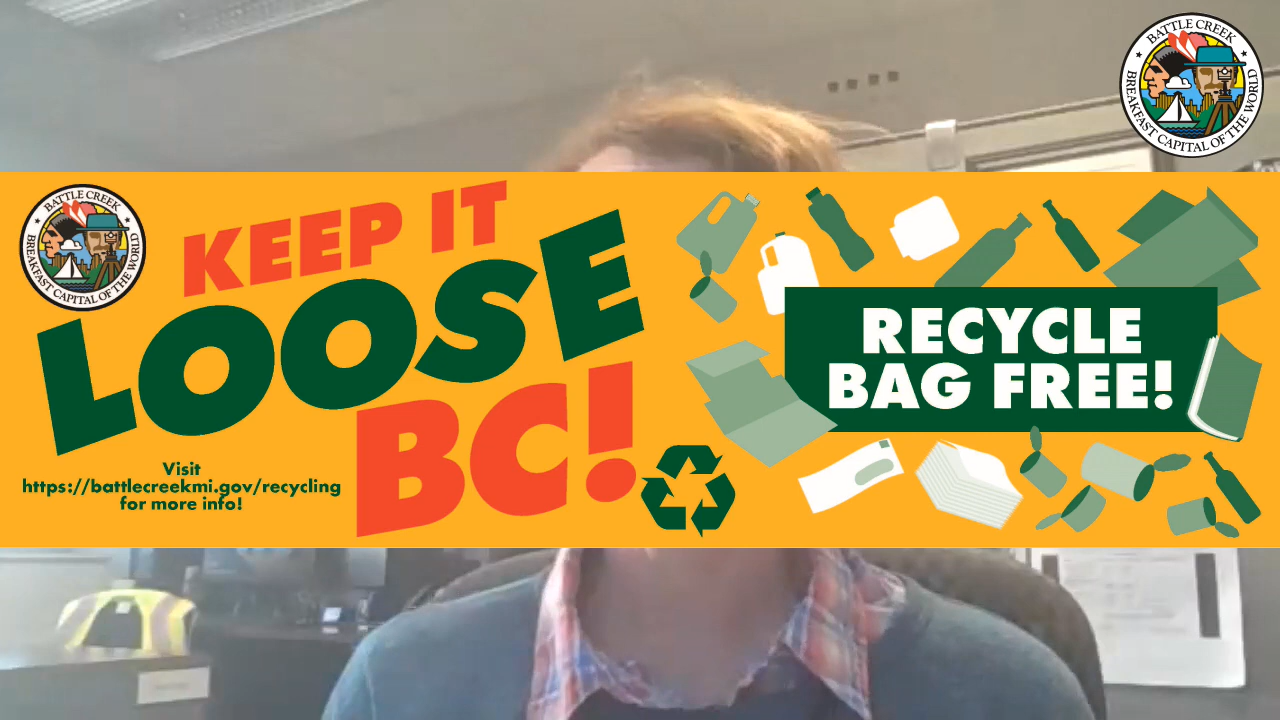 BATTLE CREEK
BREAKFAST CAPITAL OF THE WORLD
BATTLE CREEK
BREAKFAST CAPITAL OF THE WORLD
KEEP IT
LOOSE
BC!
Visit
https://battlecreekmi.gov/recycling
for more info!
RECYCLE
BAG FREE!